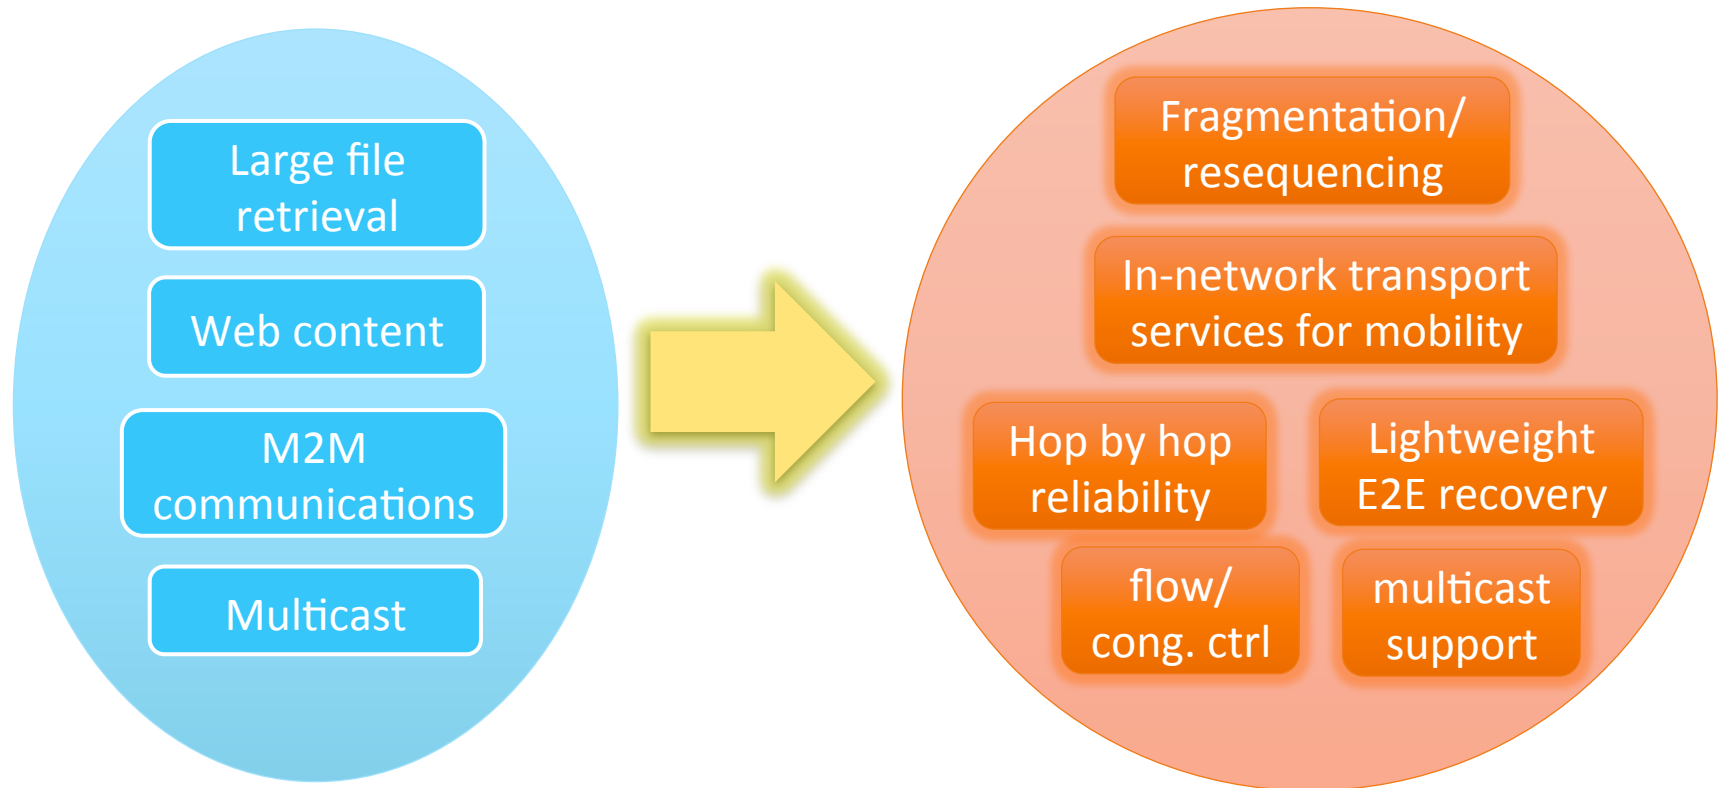 Large file
retrieval
Web content
M2M
communications
Multicast
Fragmentation/
resequencing
In-network transport
services for mobility
Hop by hop
reliability
Lightweight
E2E recovery
flow/
cong. ctrl
multicast
support